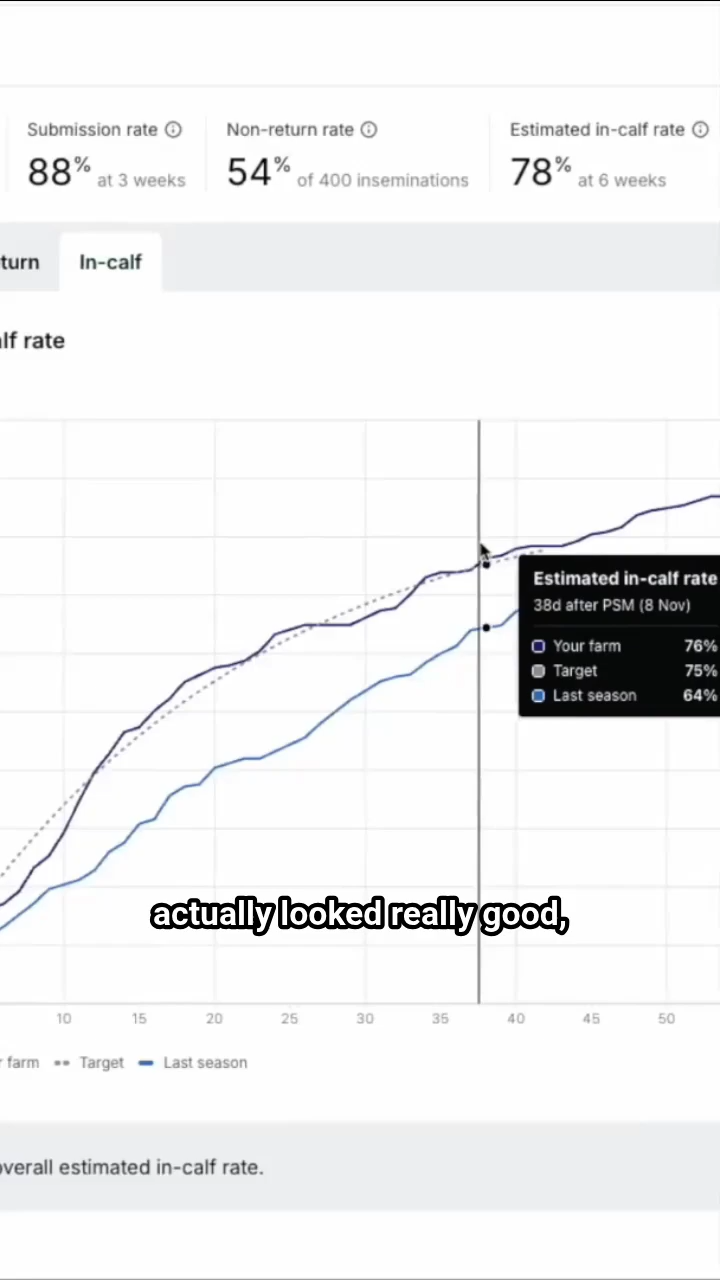 Submission rate
Non-return rate
Estimated in-calf rate
88% at 3 weeks
54% of 400 inseminations
78% at 6 weeks
turn
In-calf
alf rate
Estimated in-calf rate
38d after PSM (8 Nov)
Your farm 76%
Target 75%
Last season 64%
actually looked really good,
10 15 20 25 30 35 40 45 50
r farm Target Last season
overall estimated in-calf rate.